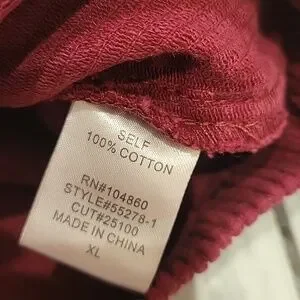 SELF
100% COTTON
RN#104860
STYLE#55278-1
CUT#25100
MADE IN CHINA
XL